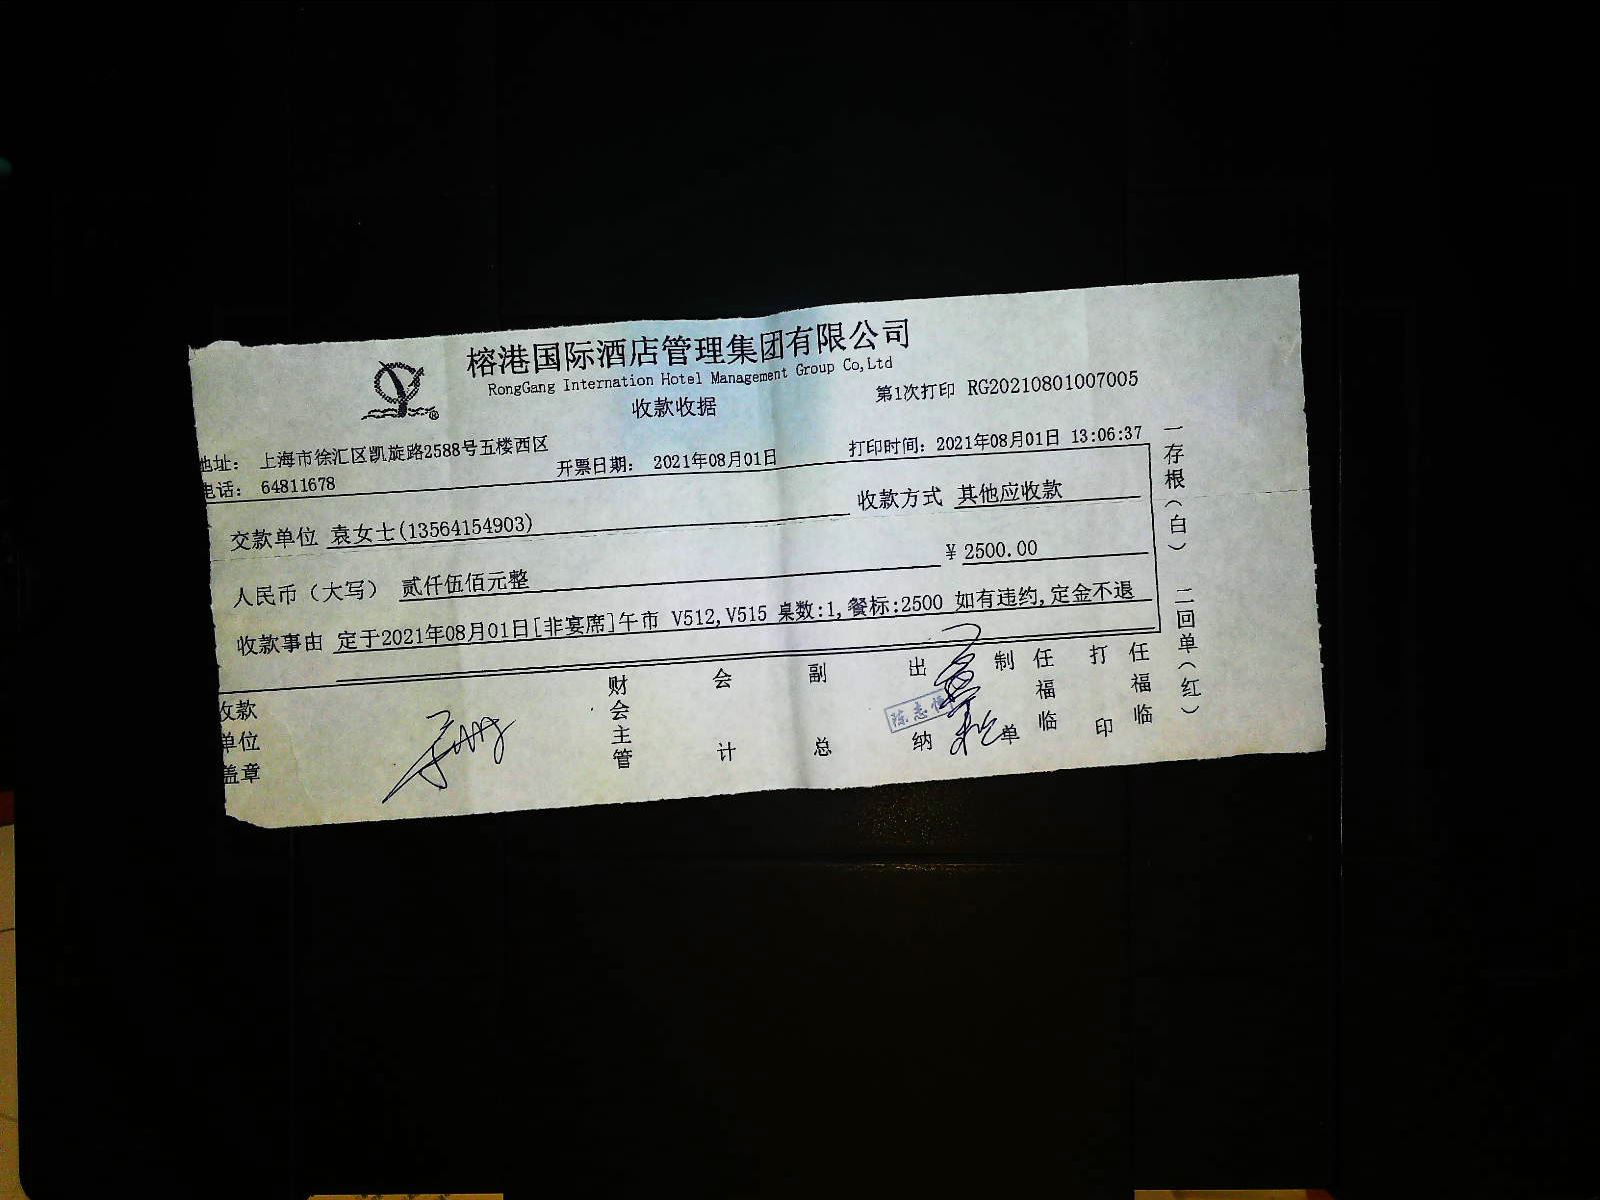 榕港国际酒店管理集团有限公司
RongGang Internation Hotel Management Group Co,Ltd
收款收据
第1次打印 RG20210801007005
地址： 上海市徐汇区凯旋路2588号五楼西区
电话： 64811678
开票日期： 2021年08月01日
打印时间： 2021年08月01日 13:06:37
交款单位 袁女士(13564154903)
收款方式 其他应收款
人民币（大写） 贰仟伍佰元整
¥ 2500.00
收款事由 定于2021年08月01日[非宴席]午市 V512,V515 桌数:1,餐标:2500 如有违约,定金不退
收款单位盖章
财会主管
会计
副总
出纳
陈志
制单
任福临
打印
任福临
一存根（白） 二回单（红）